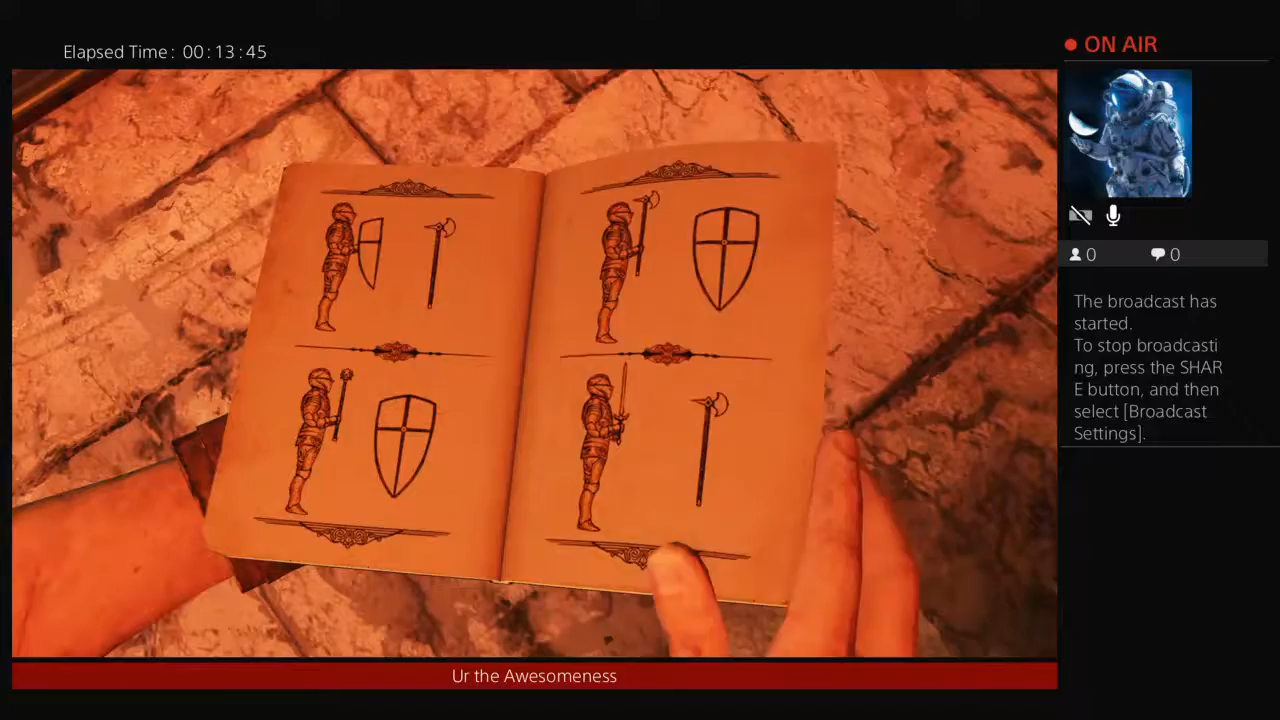 Elapsed Time: 00:13:45
ON AIR
0
0
The broadcast has
started.
To stop broadcasti
ng, press the SHAR
E button, and then
select [Broadcast
Settings].
Ur the Awesomeness